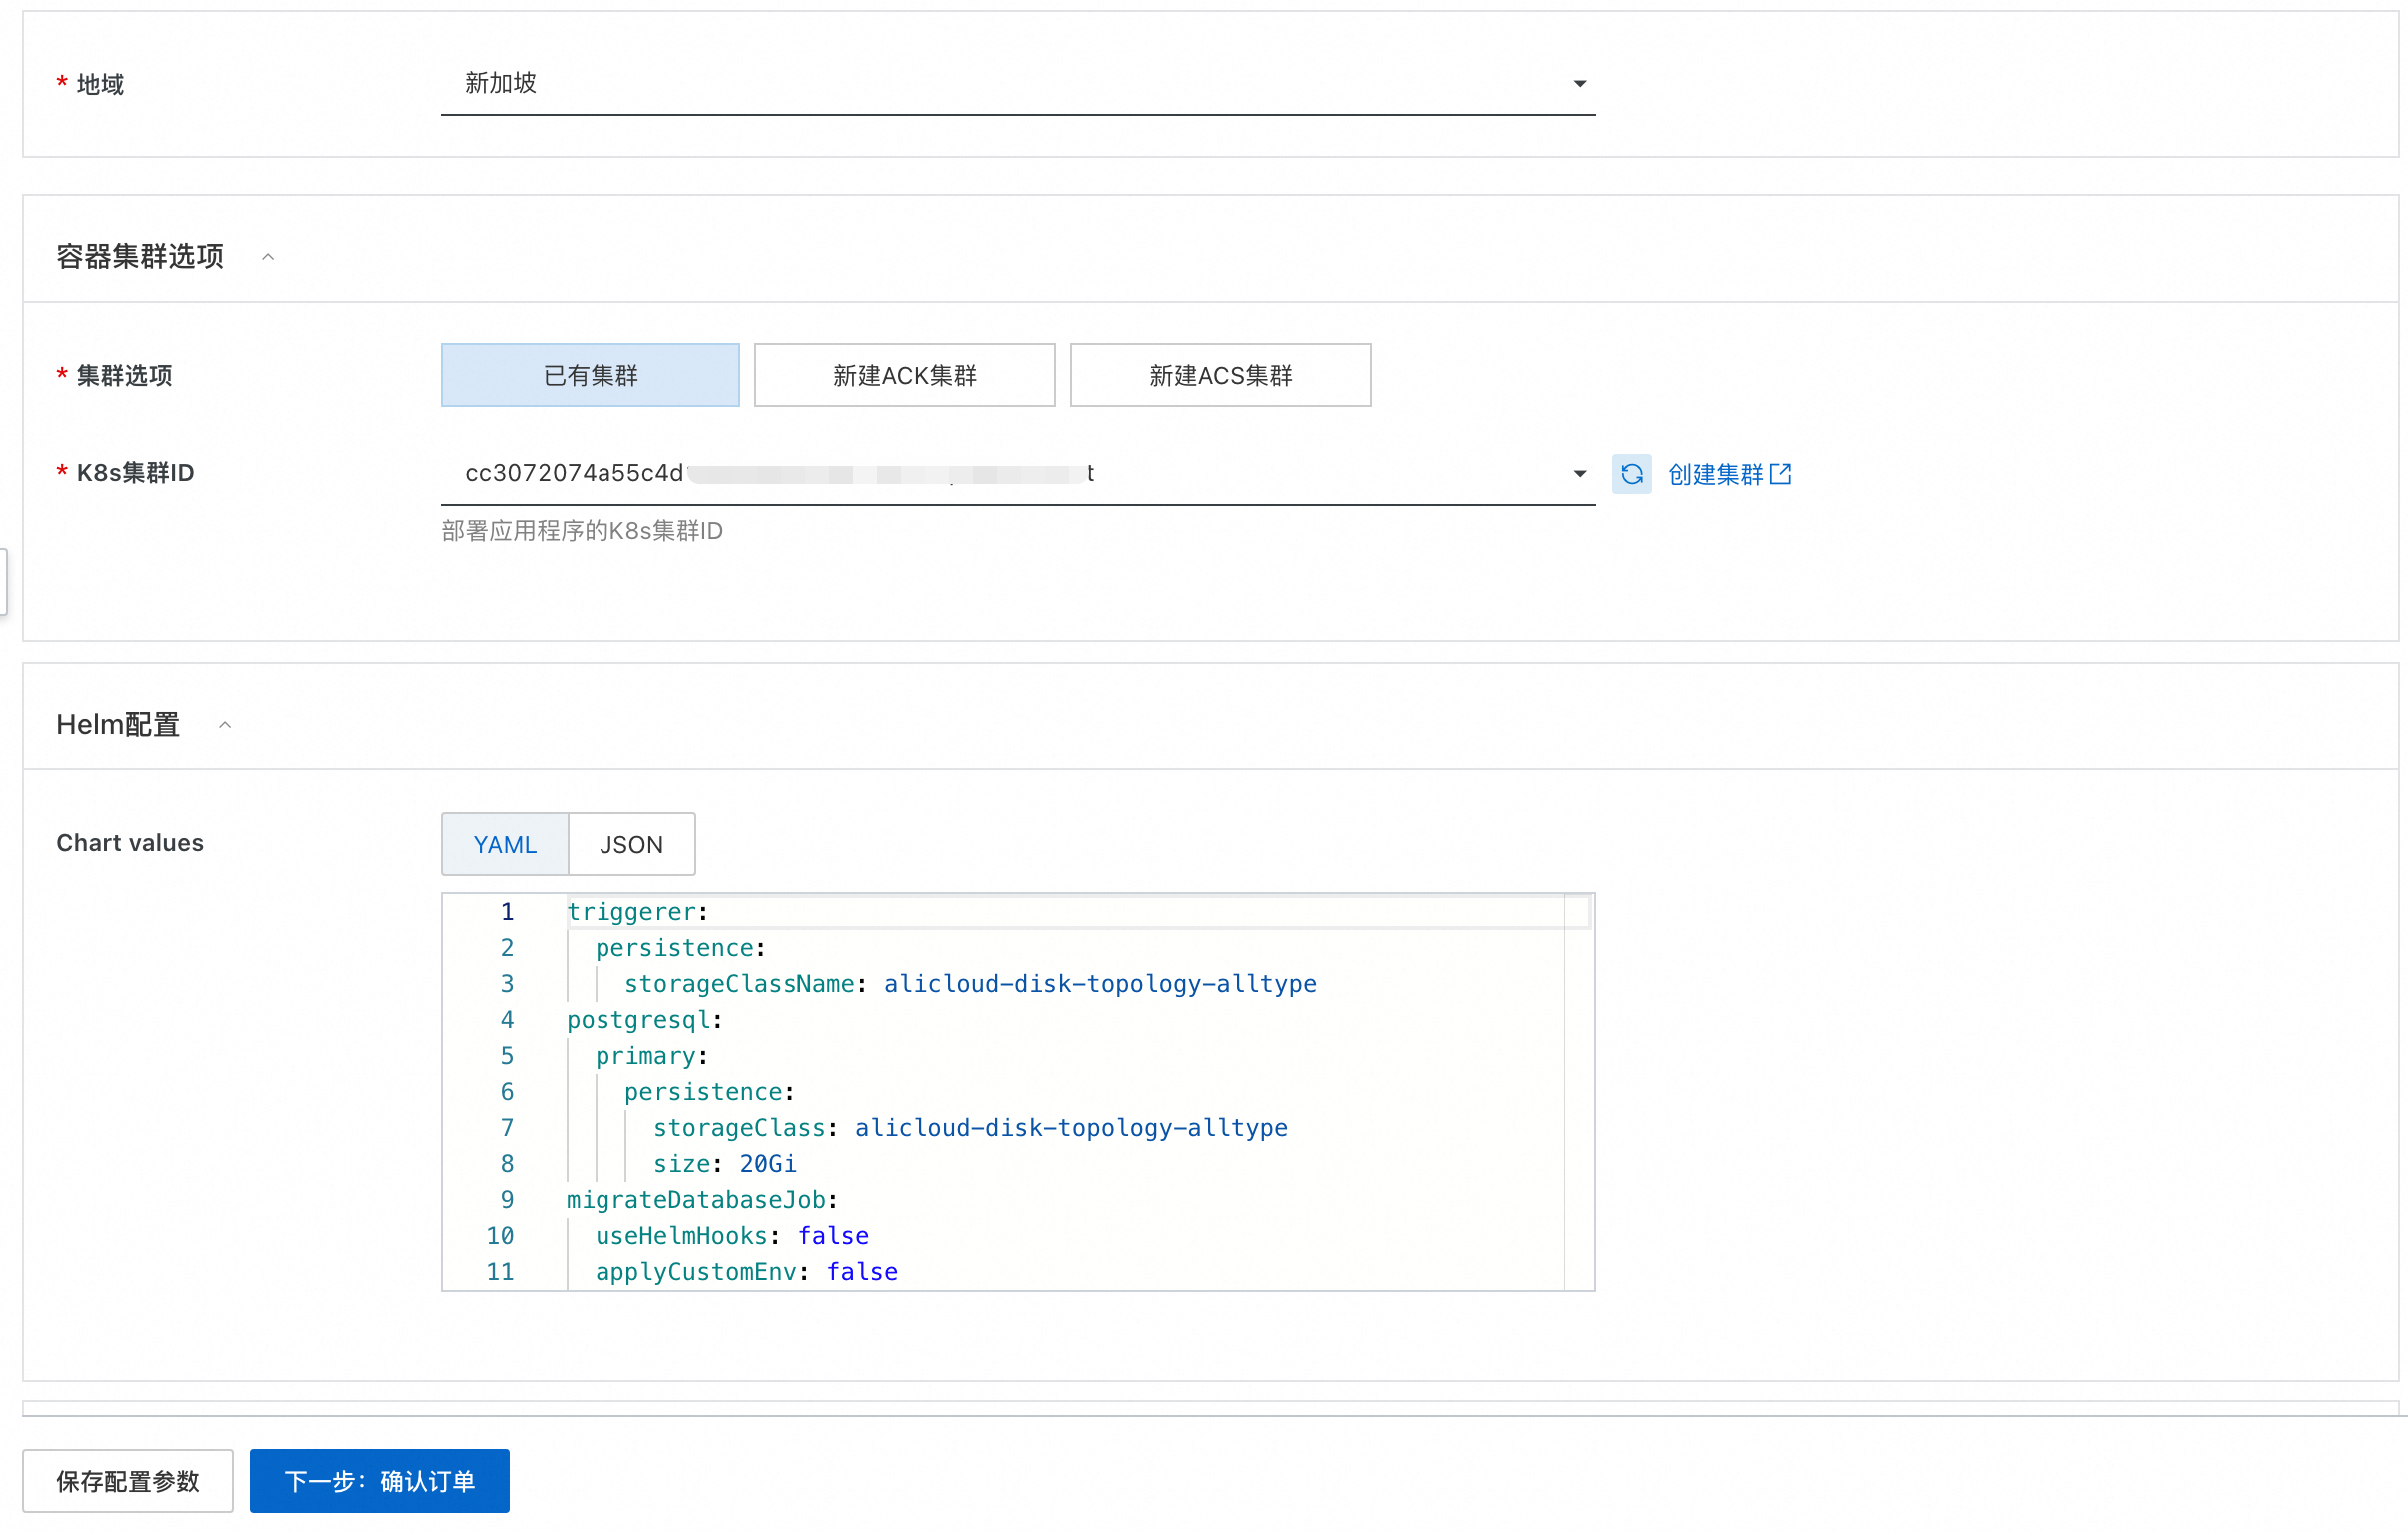 * 地域
新加坡
容器集群选项
* 集群选项
已有集群
新建ACK集群
新建ACS集群
* K8s集群ID
cc3072074a55c4d
t
创建集群
部署应用程序的K8s集群ID
Helm配置
Chart values
YAML
JSON
1 triggerer:
2 persistence:
3 storageClassName: alicloud-disk-topology-alltype
4 postgresql:
5 primary:
6 persistence:
7 storageClass: alicloud-disk-topology-alltype
8 size: 20Gi
9 migrateDatabaseJob:
10 useHelmHooks: false
11 applyCustomEnv: false
保存配置参数
下一步：确认订单